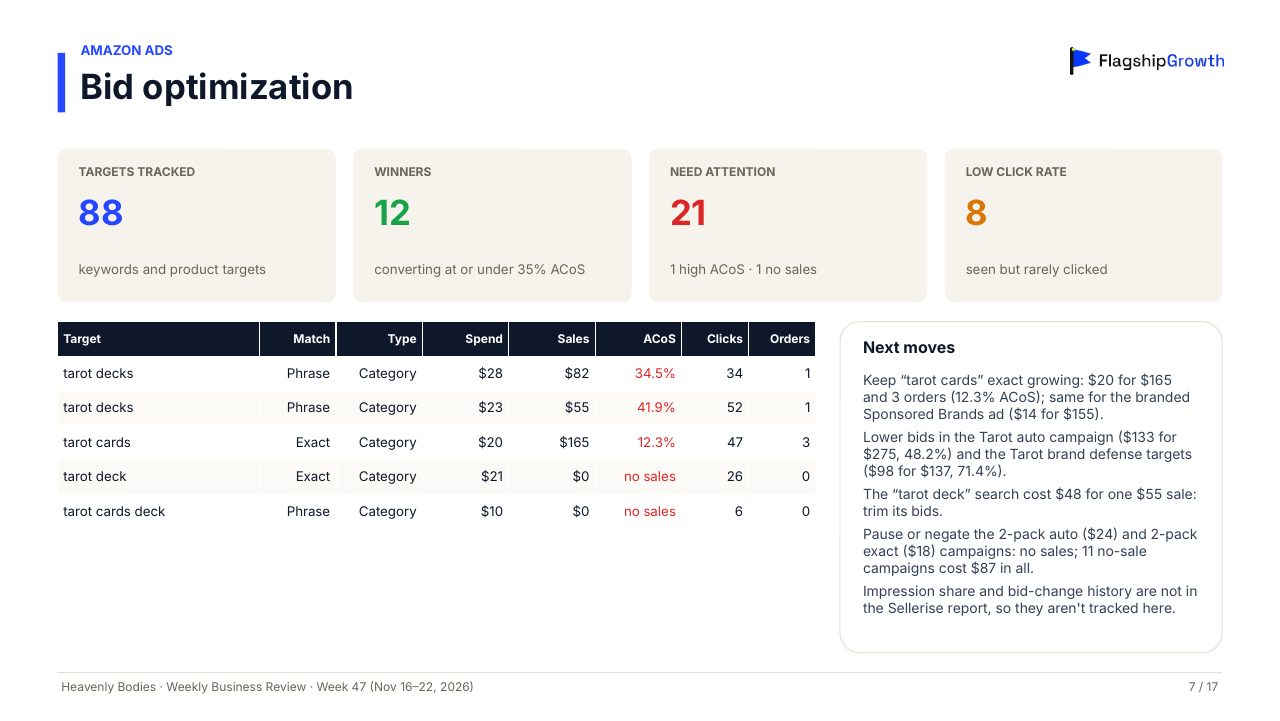 AMAZON ADS
Bid optimization
FlagshipGrowth
TARGETS TRACKED
88
keywords and product targets
WINNERS
12
converting at or under 35% ACoS
NEED ATTENTION
21
1 high ACoS · 1 no sales
LOW CLICK RATE
8
seen but rarely clicked
Target Match Type Spend Sales ACoS Clicks Orders
tarot decks Phrase Category $28 $82 34.5% 34 1
tarot decks Phrase Category $23 $55 41.9% 52 1
tarot cards Exact Category $20 $165 12.3% 47 3
tarot deck Exact Category $21 $0 no sales 26 0
tarot cards deck Phrase Category $10 $0 no sales 6 0
Next moves
Keep “tarot cards” exact growing: $20 for $165
and 3 orders (12.3% ACoS); same for the branded
Sponsored Brands ad ($14 for $155).
Lower bids in the Tarot auto campaign ($133 for
$275, 48.2%) and the Tarot brand defense targets
($98 for $137, 71.4%).
The “tarot deck” search cost $48 for one $55 sale:
trim its bids.
Pause or negate the 2-pack auto ($24) and 2-pack
exact ($18) campaigns: no sales; 11 no-sale
campaigns cost $87 in all.
Impression share and bid-change history are not in
the Sellerise report, so they aren't tracked here.
Heavenly Bodies · Weekly Business Review · Week 47 (Nov 16–22, 2026)
7 / 17